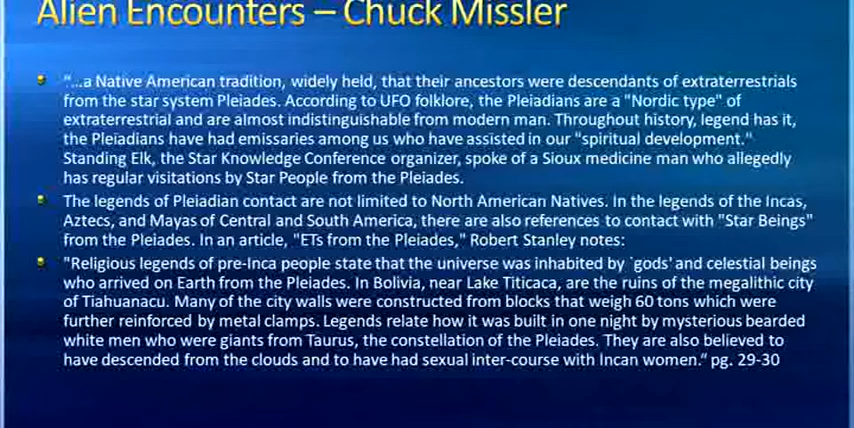 Alien Encounters – Chuck Missler
"...a Native American tradition, widely held, that their ancestors were descendants of extraterrestrials
from the star system Pleiades. According to UFO folklore, the Pleiadians are a "Nordic type" of
extraterrestrial and are almost indistinguishable from modern man. Throughout history, legend has it,
the Pleiadians have had emissaries among us who have assisted in our "spiritual development."
Standing Elk, the Star Knowledge Conference organizer, spoke of a Sioux medicine man who allegedly
has regular visitations by Star People from the Pleiades.
The legends of Pleiadian contact are not limited to North American Natives. In the legends of the Incas,
Aztecs, and Mayas of Central and South America, there are also references to contact with "Star Beings"
from the Pleiades. In an article, "ETs from the Pleiades," Robert Stanley notes:
"Religious legends of pre-Inca people state that the universe was inhabited by `gods' and celestial beings
who arrived on Earth from the Pleiades. In Bolivia, near Lake Titicaca, are the ruins of the megalithic city
of Tiahuanacu. Many of the city walls were constructed from blocks that weigh 60 tons which were
further reinforced by metal clamps. Legends relate how it was built in one night by mysterious bearded
white men who were giants from Taurus, the constellation of the Pleiades. They are also believed to
have descended from the clouds and to have had sexual inter-course with Incan women." pg. 29-30